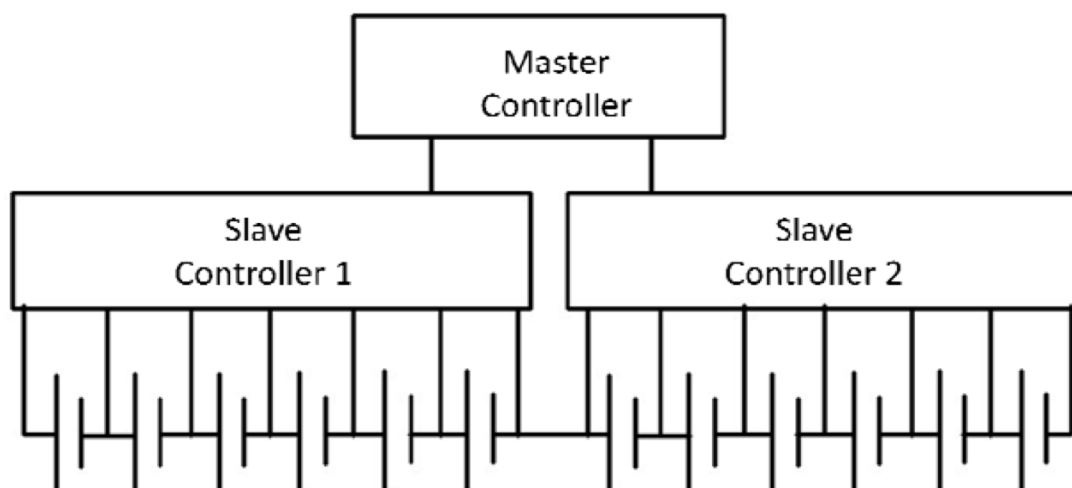 Master
Controller
Slave
Controller 1
Slave
Controller 2